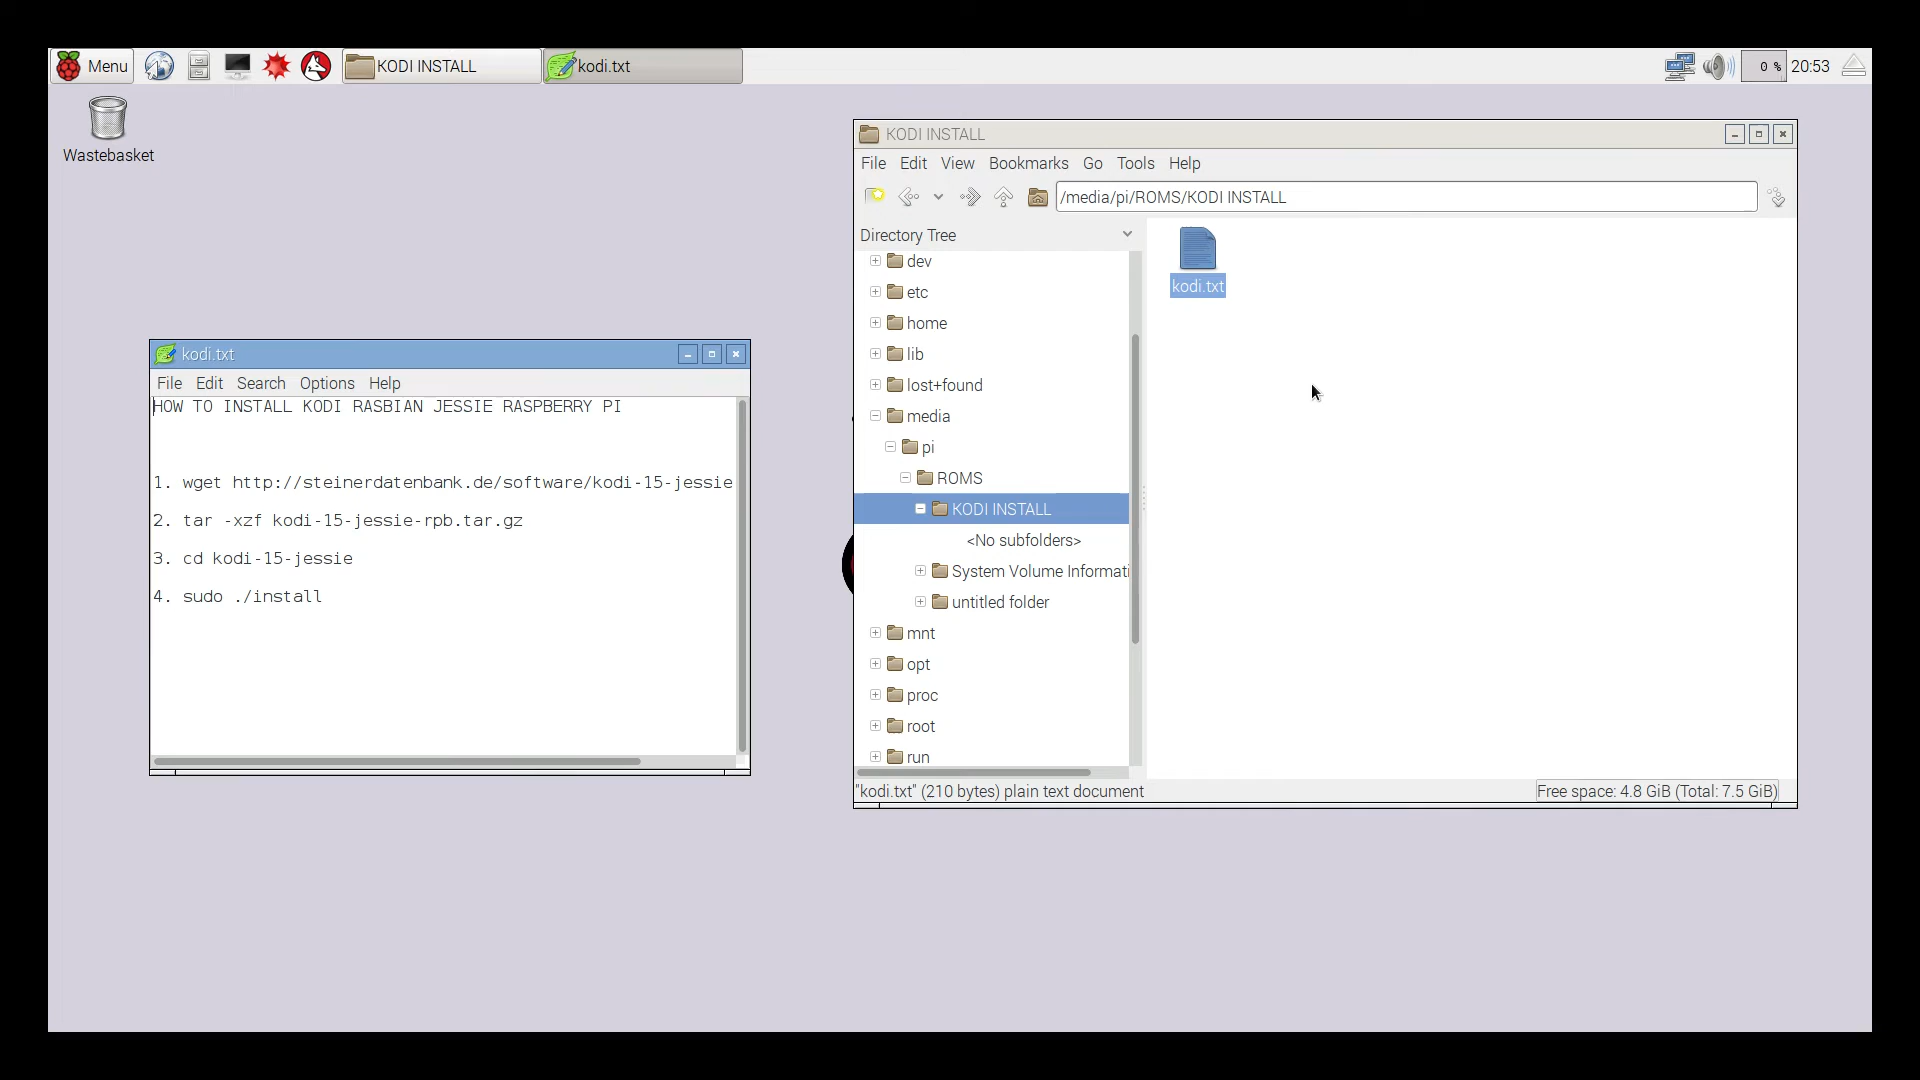 Menu
KODI INSTALL
kodi.txt
0 %
20:53
Wastebasket
kodi.txt
File Edit Search Options Help
HOW TO INSTALL KODI RASBIAN JESSIE RASPBERRY PI
1. wget http://steinerdatenbank.de/software/kodi-15-jessie
2. tar -xzf kodi-15-jessie-rpb.tar.gz
3. cd kodi-15-jessie
4. sudo ./install
KODI INSTALL
File Edit View Bookmarks Go Tools Help
/media/pi/ROMS/KODI INSTALL
Directory Tree
dev
etc
home
lib
lost+found
media
pi
ROMS
KODI INSTALL
<No subfolders>
System Volume Informati
untitled folder
mnt
opt
proc
root
run
kodi.txt
"kodi.txt" (210 bytes) plain text document
Free space: 4.8 GiB (Total: 7.5 GiB)